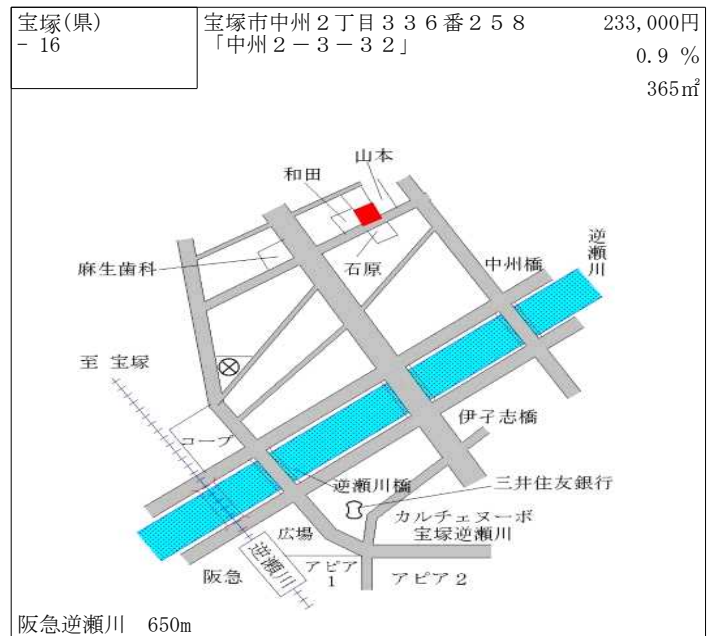 宝塚(県)
- 16
宝塚市中州２丁目３３６番２５８
「中州２－３－３２」
233,000円
0.9 %
365㎡
山本
和田
逆瀬川
麻生歯科
石原
中州橋
至 宝塚
コープ
伊孑志橋
逆瀬川橋
三井住友銀行
カルチェヌーボ
宝塚逆瀬川
広場
逆瀬川
阪急
アピア
1
アピア２
阪急逆瀬川　650m